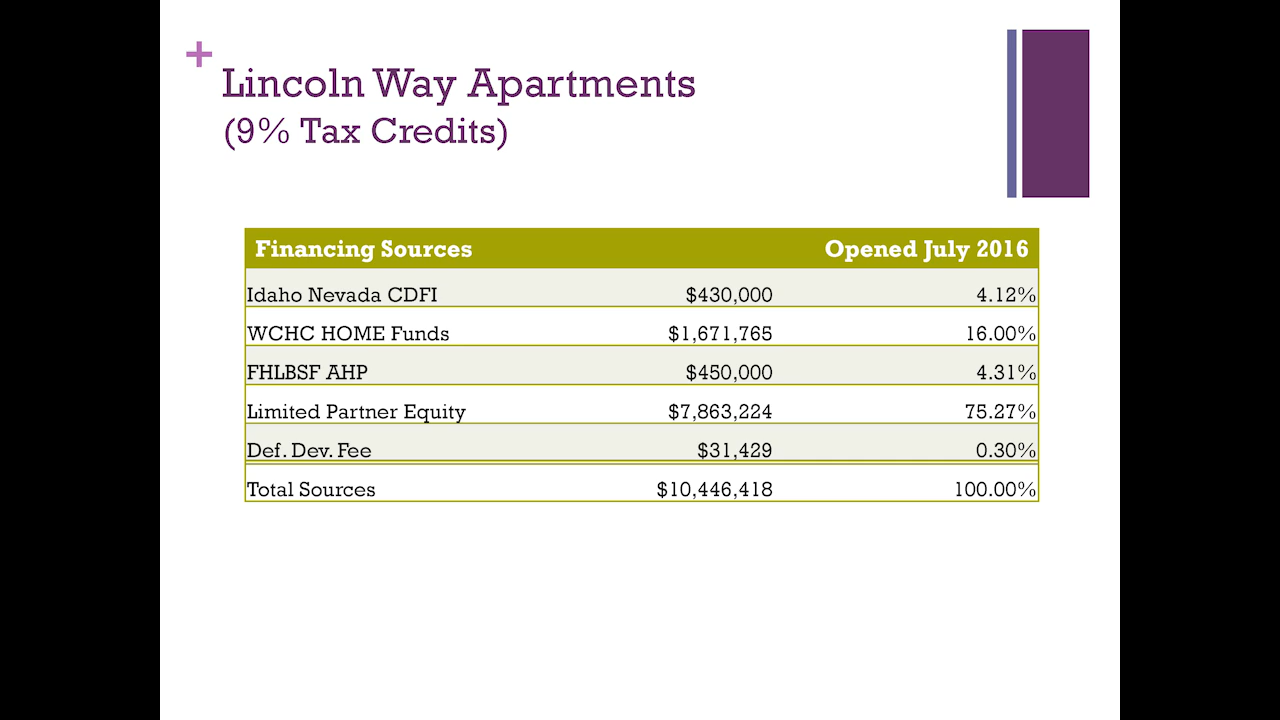 +
Lincoln Way Apartments
(9% Tax Credits)
Financing Sources Opened July 2016
Idaho Nevada CDFI $430,000 4.12%
WCHC HOME Funds $1,671,765 16.00%
FHLBSF AHP $450,000 4.31%
Limited Partner Equity $7,863,224 75.27%
Def. Dev. Fee $31,429 0.30%
Total Sources $10,446,418 100.00%